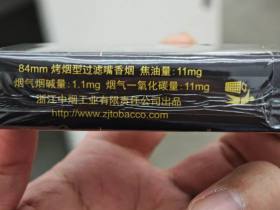 84mm 烤烟型过滤嘴香烟 焦油量:11mg
烟气烟碱量:1.1mg 烟气一氧化碳量:11mg
浙江中烟工业有限责任公司出品
http://www.zjtobacco.com